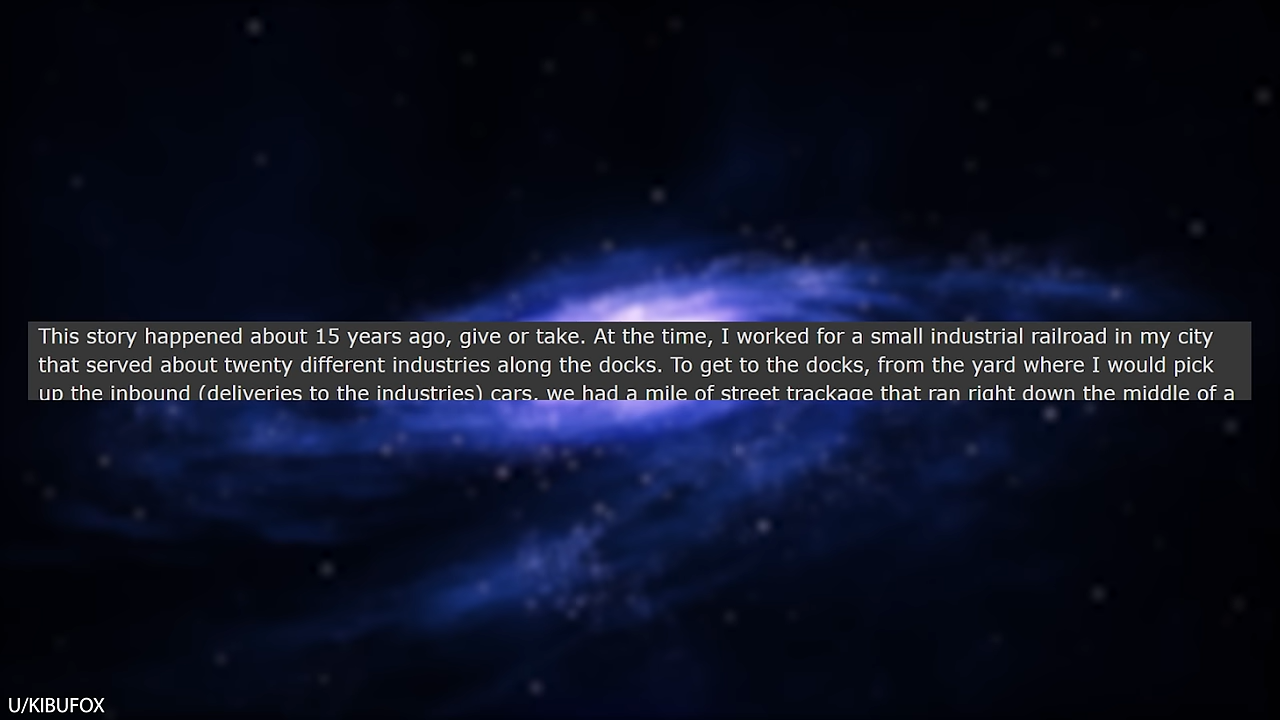 This story happened about 15 years ago, give or take. At the time, I worked for a small industrial railroad in my city
that served about twenty different industries along the docks. To get to the docks, from the yard where I would pick
up the inbound (deliveries to the industries) cars, we had a mile of street trackage that ran right down the middle of a
U/KIBUFOX